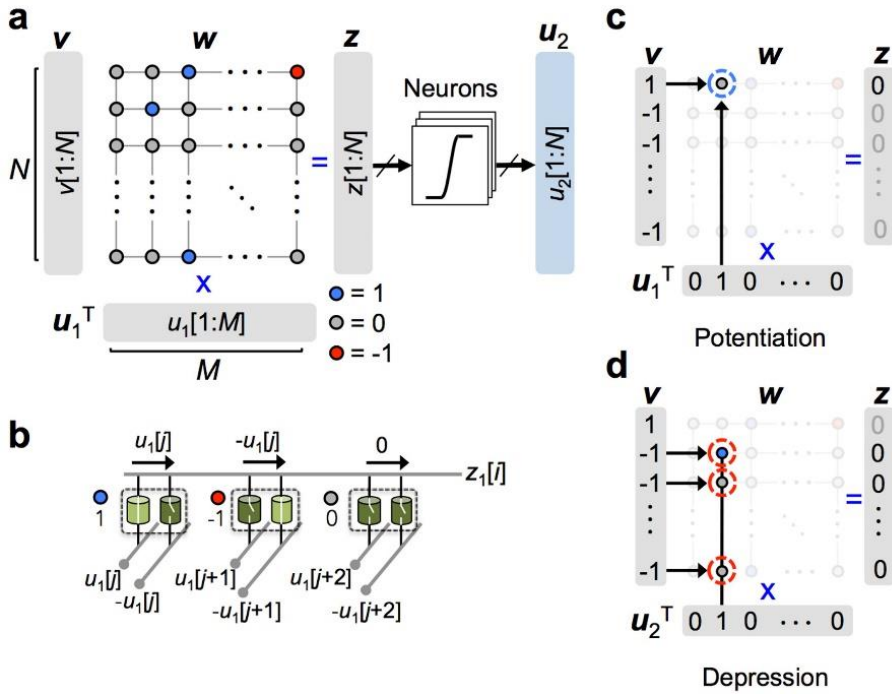 a
v
w
z
u₂
N
v[1:N]
=
z[1:N]
Neurons
u₂[1:N]
x
u₁ᵀ
u₁[1:M]
M
= 1
= 0
= -1
b
u₁[j]
-u₁[j]
0
z₁[i]
1
-1
0
u₁[j]
-u₁[j]
u₁[j+1]
-u₁[j+1]
u₁[j+2]
-u₁[j+2]
c
v w z
1 0
-1 0
-1 0
=
-1 0
x
u₁ᵀ 0 1 0 ··· 0
Potentiation
d
v w z
1 0
-1 0
-1 0
=
-1 0
x
u₂ᵀ 0 1 0 ··· 0
Depression